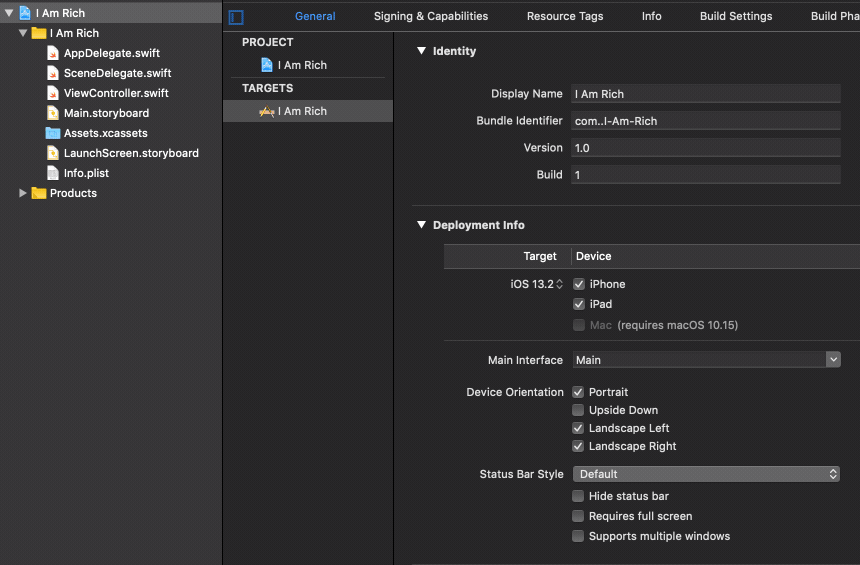 I Am Rich
I Am Rich
AppDelegate.swift
SceneDelegate.swift
ViewController.swift
Main.storyboard
Assets.xcassets
LaunchScreen.storyboard
Info.plist
Products
General Signing & Capabilities Resource Tags Info Build Settings Build Pha
PROJECT
I Am Rich
TARGETS
I Am Rich
Identity
Display Name I Am Rich
Bundle Identifier com..I-Am-Rich
Version 1.0
Build 1
Deployment Info
Target Device
iOS 13.2 iPhone
iPad
Mac (requires macOS 10.15)
Main Interface Main
Device Orientation Portrait
Upside Down
Landscape Left
Landscape Right
Status Bar Style Default
Hide status bar
Requires full screen
Supports multiple windows